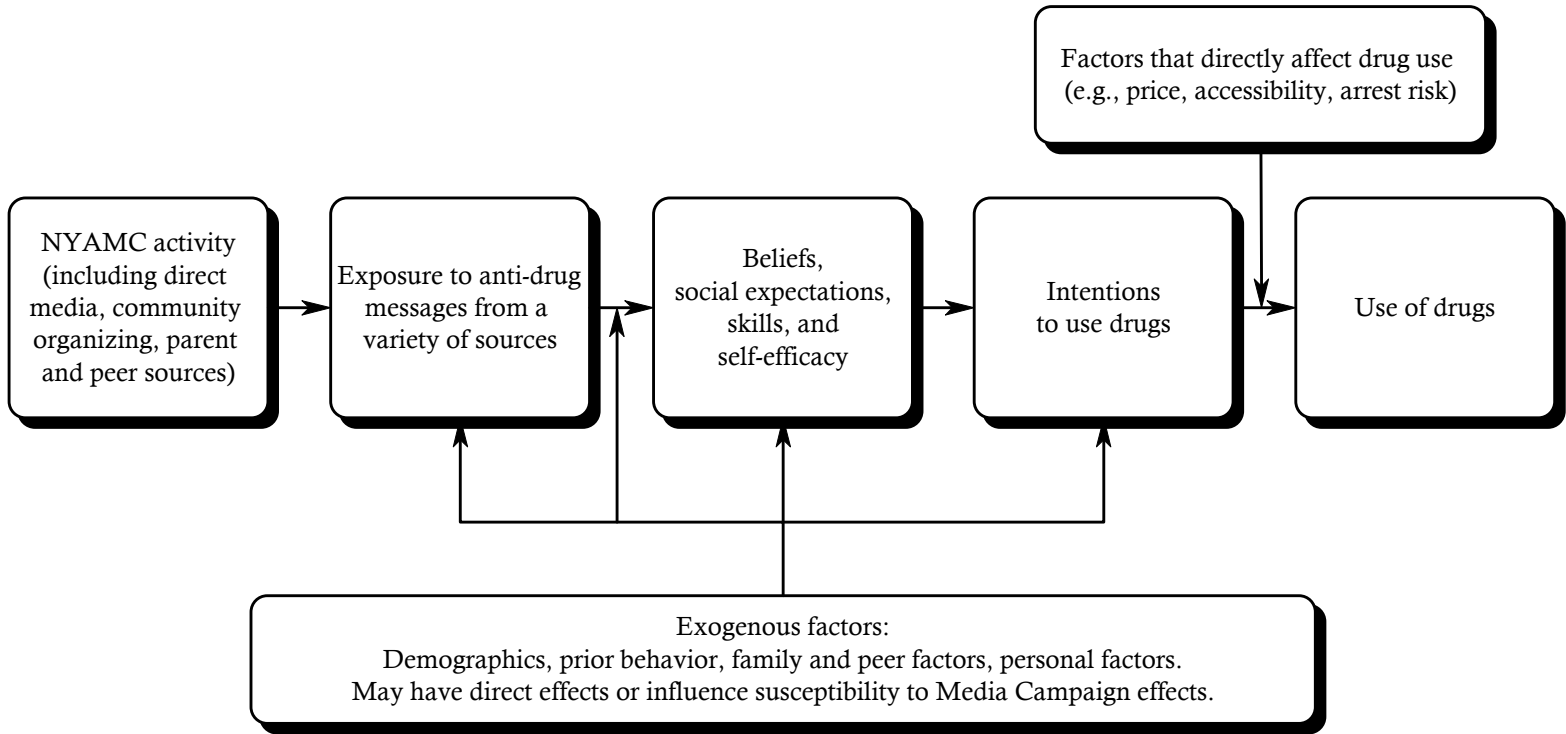 Factors that directly affect drug use
(e.g., price, accessibility, arrest risk)
NYAMC activity
(including direct
media, community
organizing, parent
and peer sources)
Exposure to anti-drug
messages from a
variety of sources
Beliefs,
social expectations,
skills, and
self-efficacy
Intentions
to use drugs
Use of drugs
Exogenous factors:
Demographics, prior behavior, family and peer factors, personal factors.
May have direct effects or influence susceptibility to Media Campaign effects.